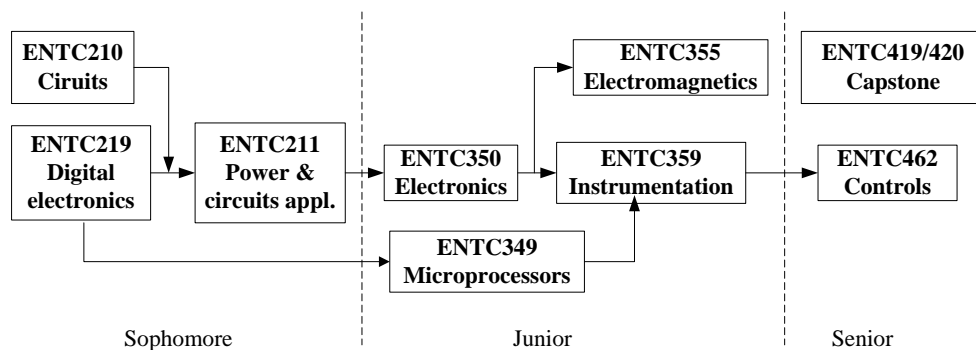 ENTC210
Ciruits
ENTC219
Digital
electronics
ENTC211
Power &
circuits appl.
ENTC355
Electromagnetics
ENTC350
Electronics
ENTC359
Instrumentation
ENTC349
Microprocessors
ENTC419/420
Capstone
ENTC462
Controls
Sophomore
Junior
Senior